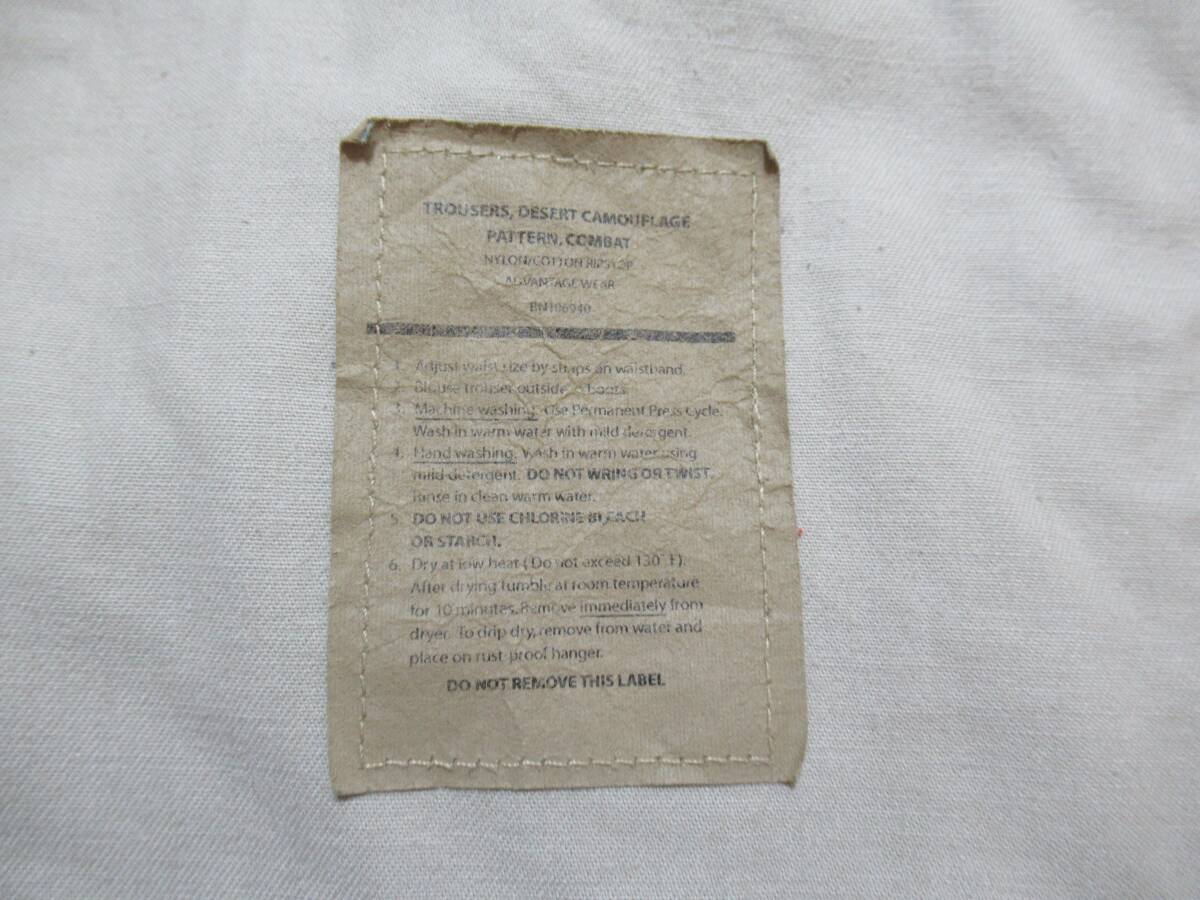 TROUSERS, DESERT CAMOUFLAGE
PATTERN, COMBAT
NYLON/COTTON RIPSTOP
ADVANTAGE WEAR
BN106940
1. Adjust waist size by snaps on waistband.
2. Blouse trouser outside boots.
3. Machine washing. Use Permanent Press Cycle.
Wash in warm water with mild detergent.
4. Hand washing. Wash in warm water using
mild detergent. DO NOT WRING OR TWIST.
Rinse in clean warm water.
5. DO NOT USE CHLORINE BLEACH
OR STARCH.
6. Dry at low heat (Do not exceed 130° F).
After drying tumble at room temperature
for 10 minutes. Remove immediately from
dryer. To drip dry, remove from water and
place on rust proof hanger.
DO NOT REMOVE THIS LABEL